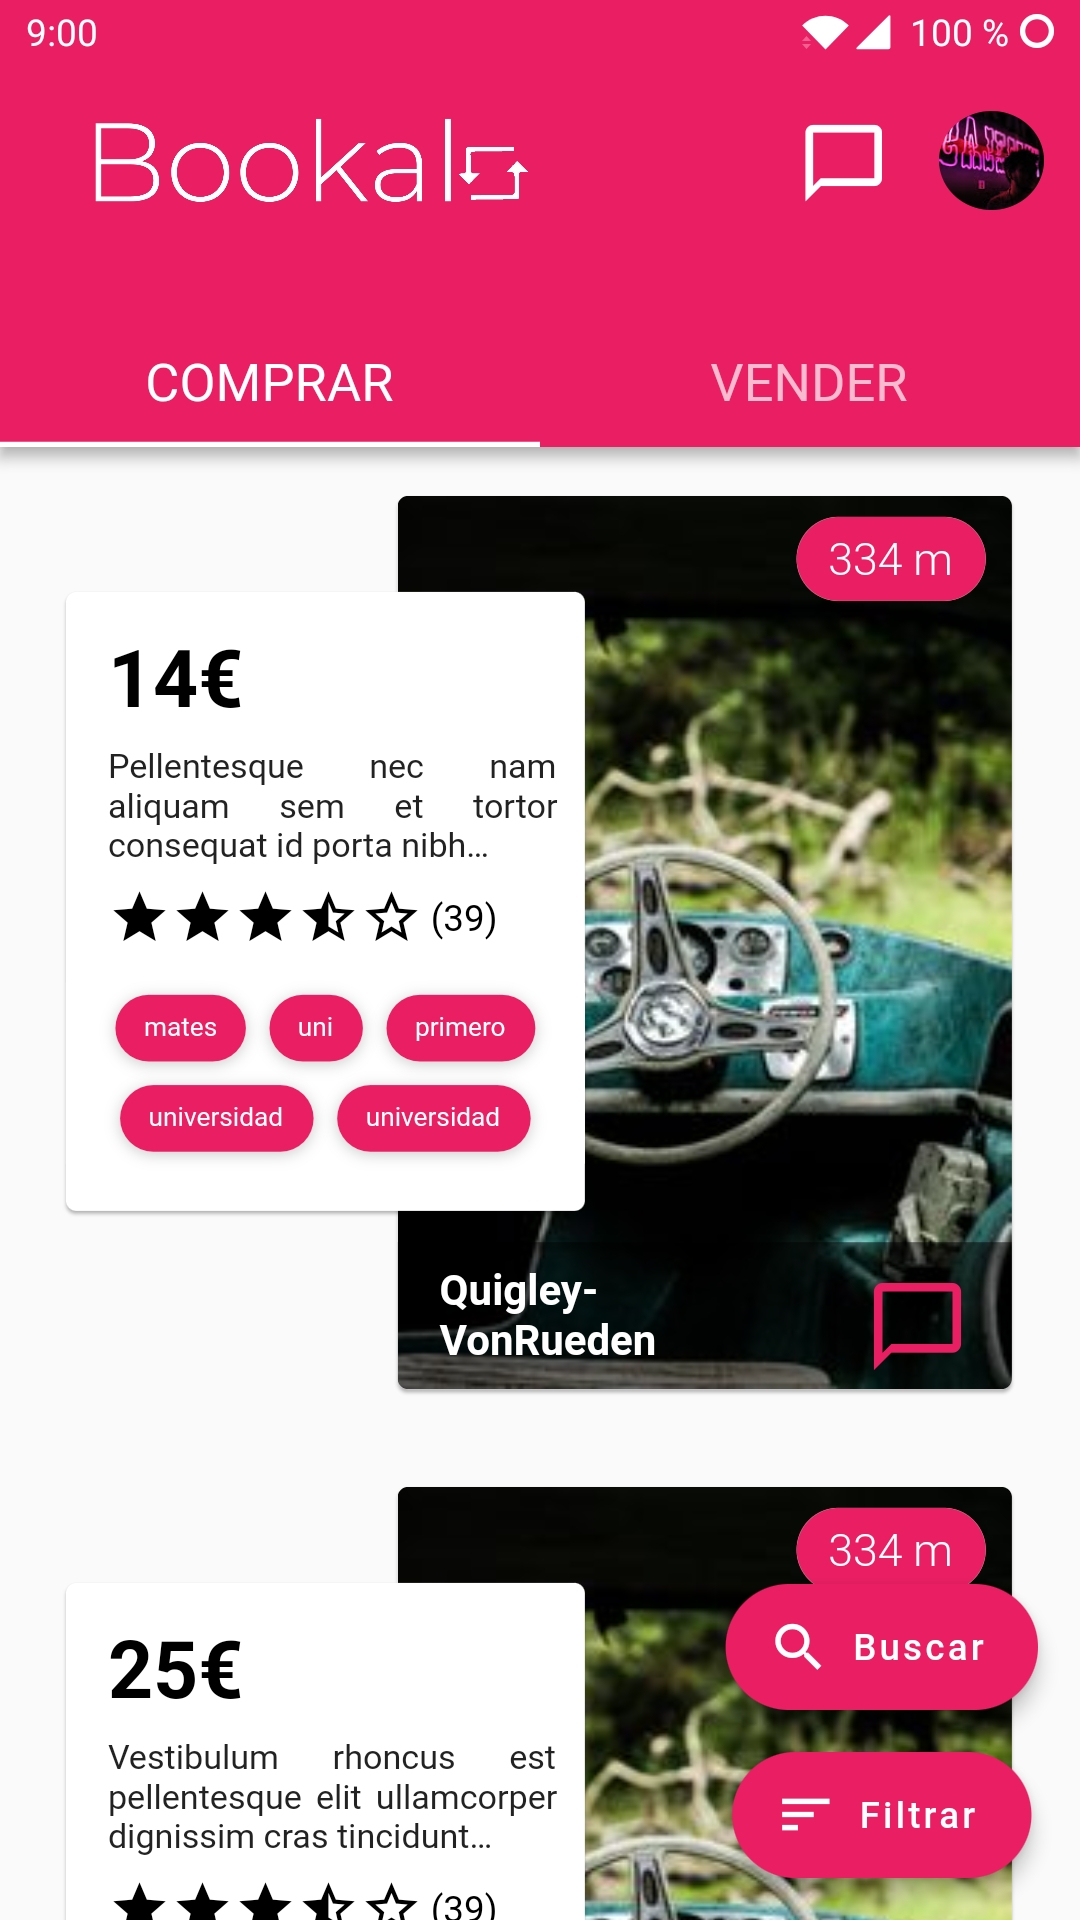 9:00
100 %
Bookal
COMPRAR
VENDER
334 m
14€
Pellentesque nec nam
aliquam sem et tortor
consequat id porta nibh...
(39)
mates
uni
primero
universidad
universidad
Quigley-
VonRueden
334 m
25€
Vestibulum rhoncus est
pellentesque elit ullamcorper
dignissim cras tincidunt...
(39)
Buscar
Filtrar